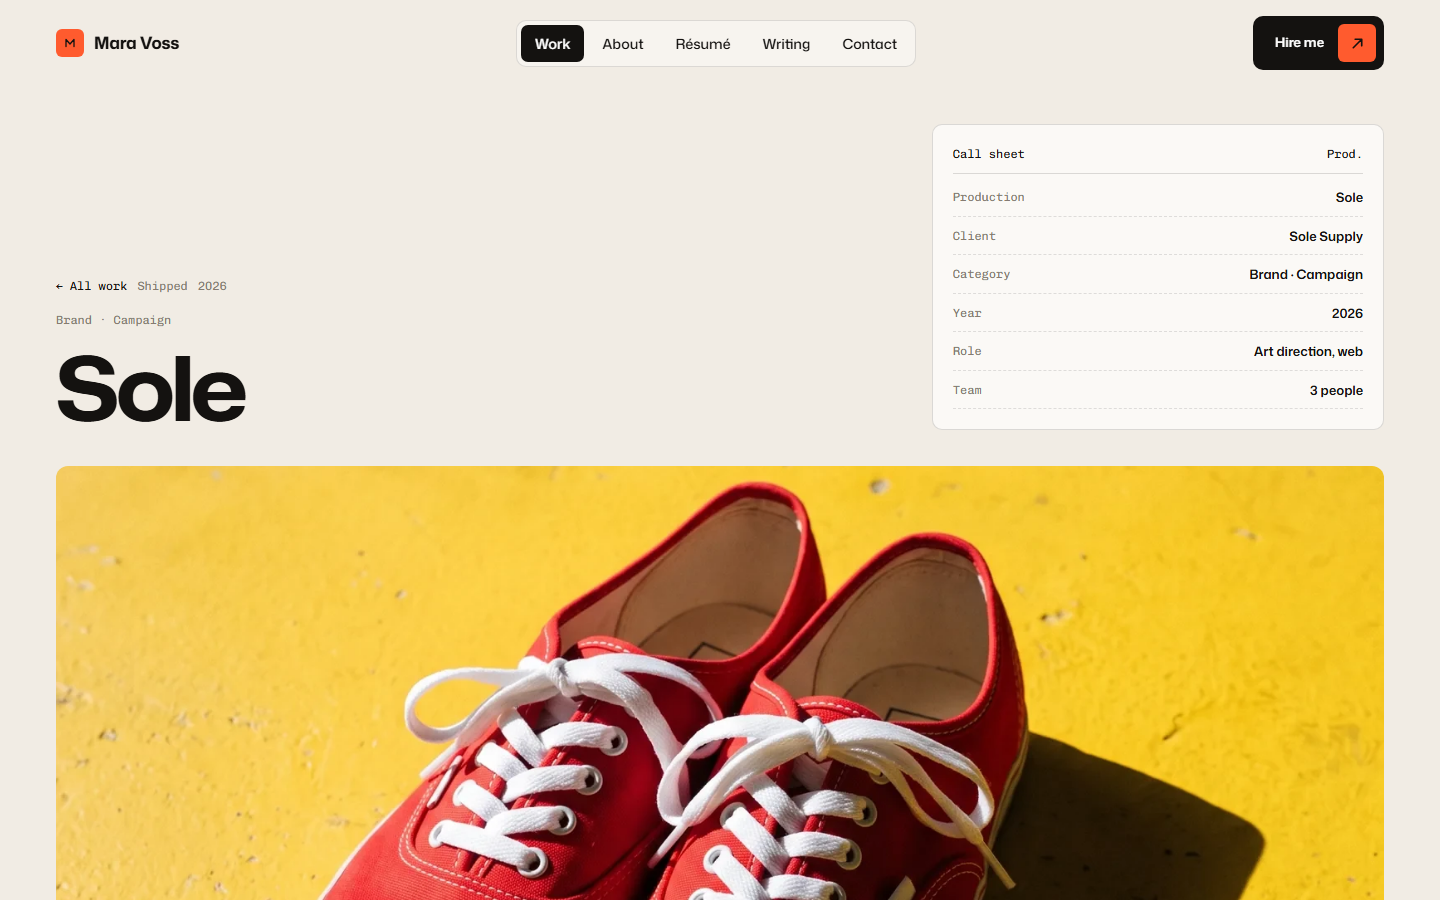 M Mara Voss
Work About Résumé Writing Contact
Hire me ↗
Call sheet Prod.
Production Sole
Client Sole Supply
Category Brand · Campaign
Year 2026
Role Art direction, web
Team 3 people
← All work Shipped 2026
Brand · Campaign
Sole